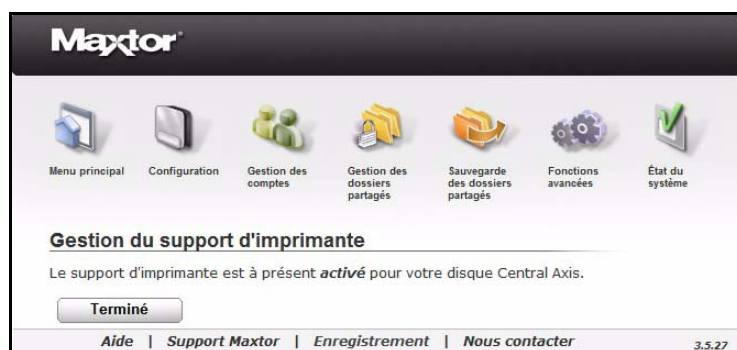 Maxtor
Menu principal
Configuration
Gestion des
comptes
Gestion des
dossiers
partagés
Sauvegarde
des dossiers
partagés
Fonctions
avancées
État du
système
Gestion du support d'imprimante
Le support d'imprimante est à présent activé pour votre disque Central Axis.
Terminé
Aide | Support Maxtor | Enregistrement | Nous contacter
3.5.27